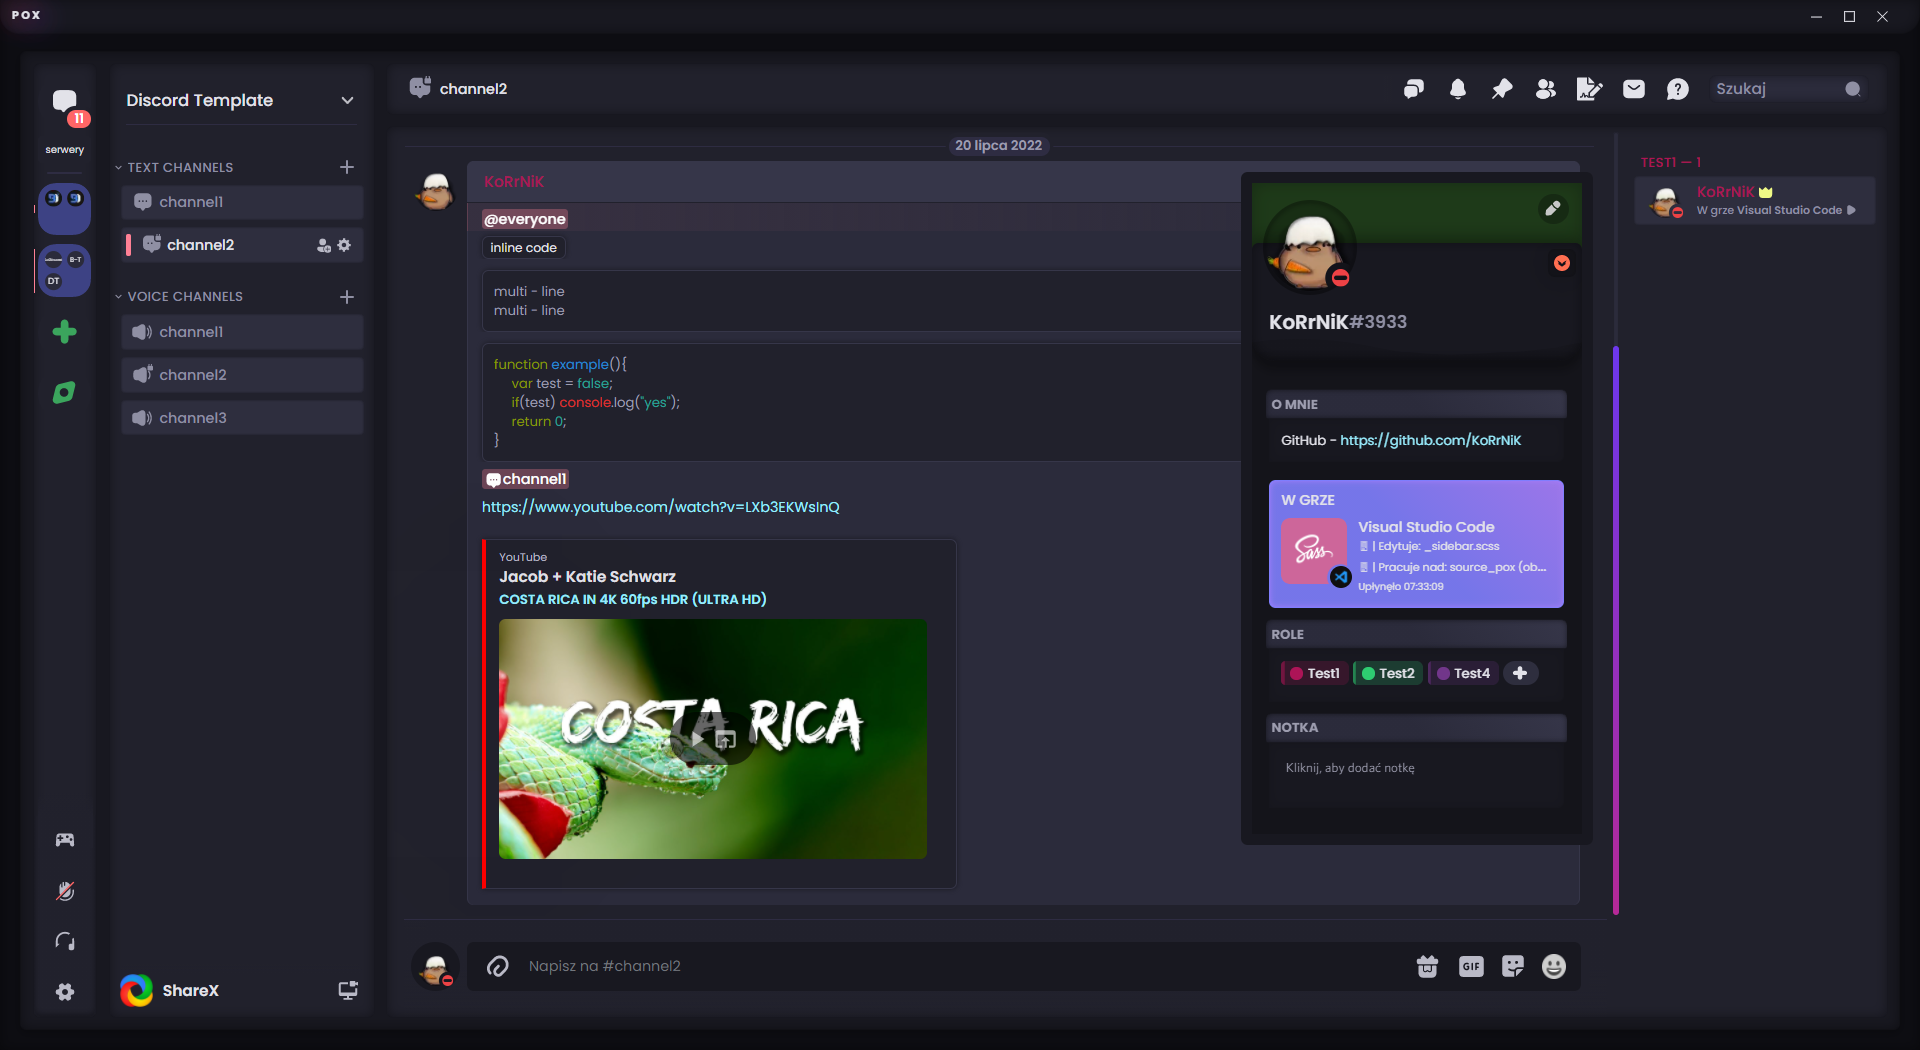 POX
11
serwery
B-T
DT
Discord Template
TEXT CHANNELS
channel1
channel2
VOICE CHANNELS
channel1
channel2
channel3
ShareX
channel2
Szukaj
20 lipca 2022
KoRrNiK
@everyone
inline code
multi - line
multi - line
function example(){
var test = false;
if(test) console.log("yes");
return 0;
}
channel1
https://www.youtube.com/watch?v=LXb3EKWsInQ
YouTube
Jacob + Katie Schwarz
COSTA RICA IN 4K 60fps HDR (ULTRA HD)
COSTA RICA
Napisz na #channel2
GIF
KoRrNiK#3933
O MNIE
GitHub - https://github.com/KoRrNiK
W GRZE
Sass
Visual Studio Code
| Edytuje: _sidebar.scss
| Pracuje nad: source_pox (ob...
Upłynęło 07:33:09
ROLE
Test1 Test2 Test4
NOTKA
Kliknij, aby dodać notkę
TEST1 — 1
KoRrNiK
W grze Visual Studio Code